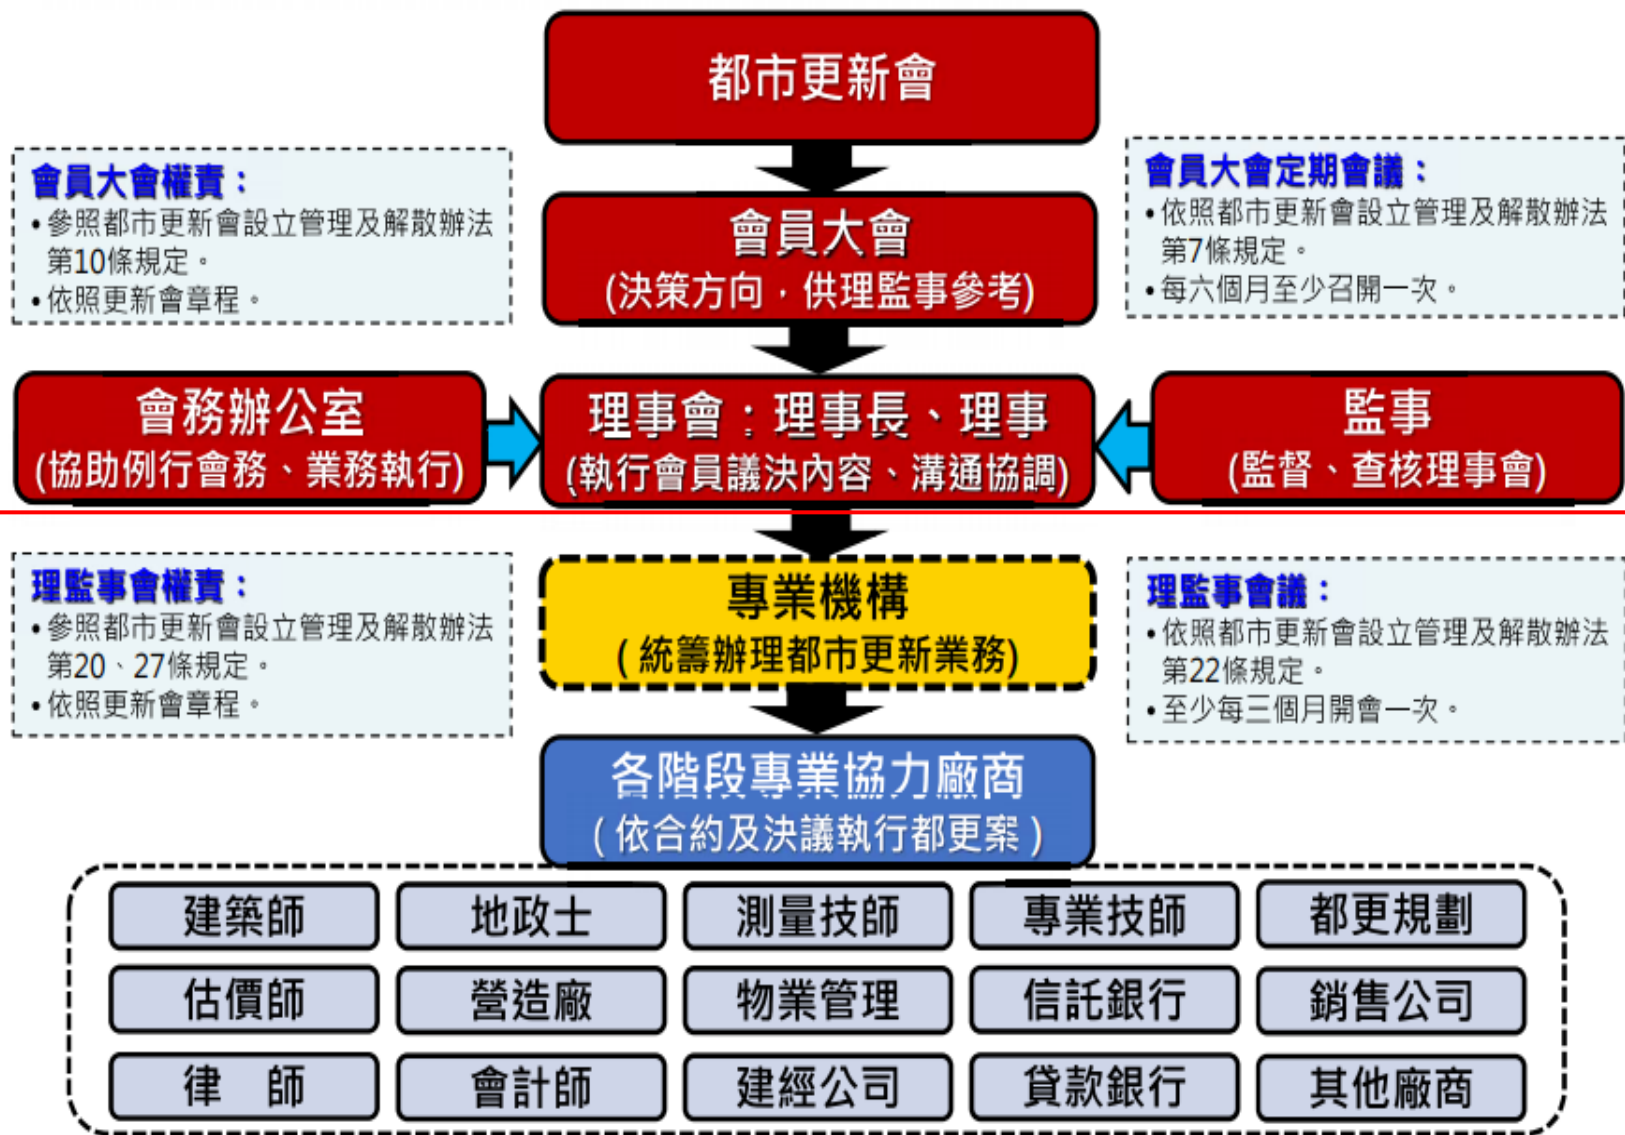 都市更新會
會員大會權責：
•參照都市更新會設立管理及解散辦法
第10條規定。
•依照更新會章程。
會員大會
(決策方向，供理監事參考)
會員大會定期會議：
•依照都市更新會設立管理及解散辦法
第7條規定。
•每六個月至少召開一次。
會務辦公室
(協助例行會務、業務執行)
理事會：理事長、理事
(執行會員議決內容、溝通協調)
監事
(監督、查核理事會)
理監事會權責：
•參照都市更新會設立管理及解散辦法
第20、27條規定。
•依照更新會章程。
專業機構
(統籌辦理都市更新業務)
理監事會議：
•依照都市更新會設立管理及解散辦法
第22條規定。
•至少每三個月開會一次。
各階段專業協力廠商
(依合約及決議執行都更案)
建築師 地政士 測量技師 專業技師 都更規劃
估價師 營造廠 物業管理 信託銀行 銷售公司
律 師 會計師 建經公司 貸款銀行 其他廠商